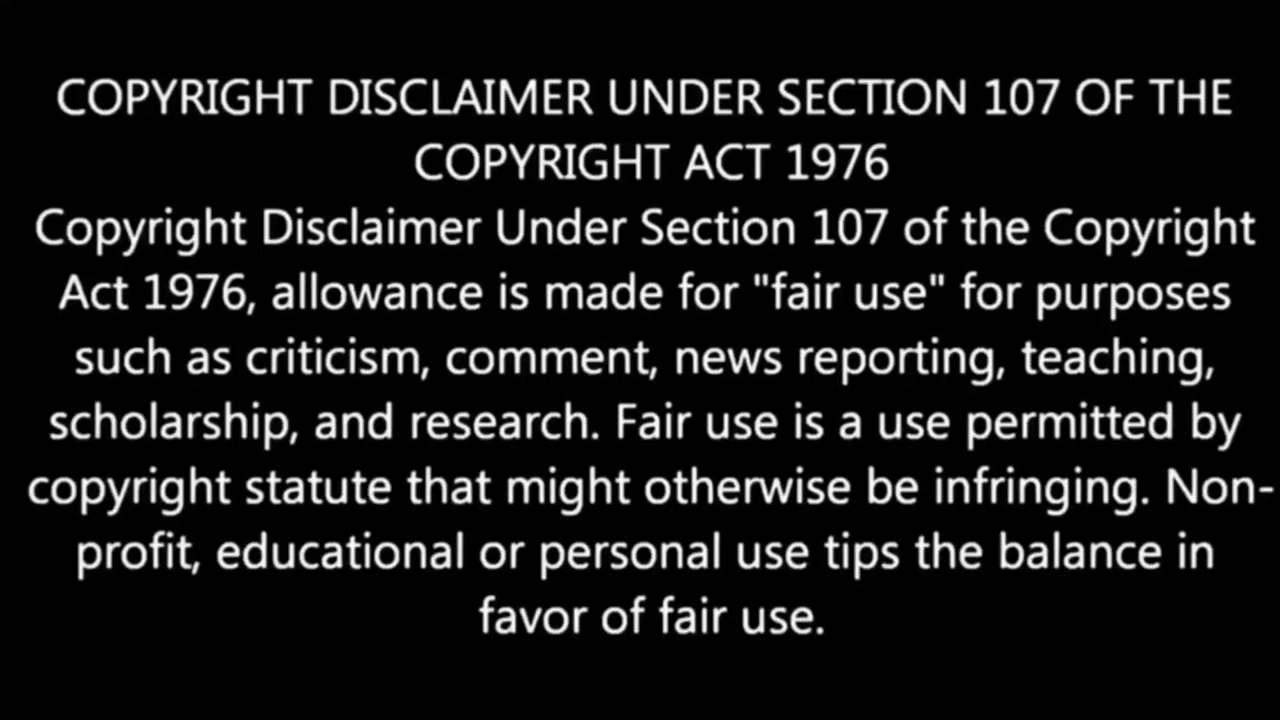 COPYRIGHT DISCLAIMER UNDER SECTION 107 OF THE
COPYRIGHT ACT 1976
Copyright Disclaimer Under Section 107 of the Copyright
Act 1976, allowance is made for "fair use" for purposes
such as criticism, comment, news reporting, teaching,
scholarship, and research. Fair use is a use permitted by
copyright statute that might otherwise be infringing. Non-
profit, educational or personal use tips the balance in
favor of fair use.